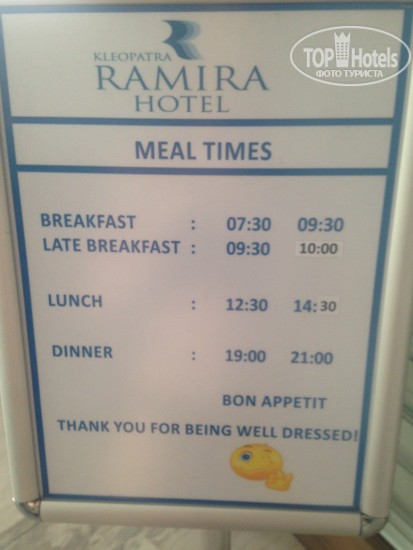 TOP Hotels
ФОТО ТУРИСТА
KLEOPATRA
RAMIRA
HOTEL
MEAL TIMES
BREAKFAST : 07:30 09:30
LATE BREAKFAST : 09:30 10:00
LUNCH : 12:30 14:30
DINNER : 19:00 21:00
BON APPETIT
THANK YOU FOR BEING WELL DRESSED!